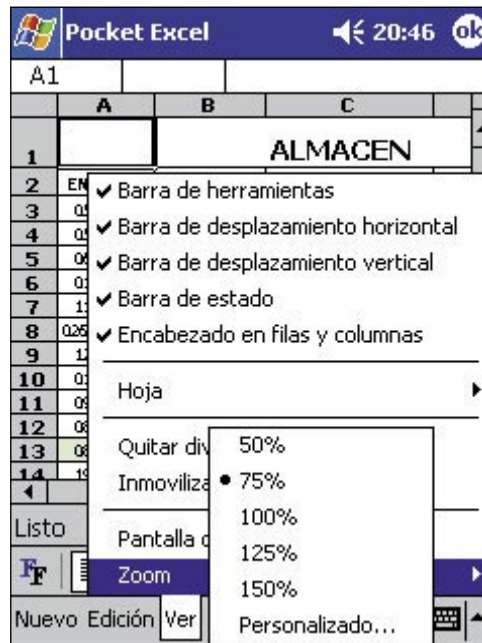 Pocket Excel 20:46 ok
A1
A B C
1 ALMACEN
2
3
4
5
6
7
8
9
10
11
12
13
14
Barra de herramientas
Barra de desplazamiento horizontal
Barra de desplazamiento vertical
Barra de estado
Encabezado en filas y columnas
Hoja
Quitar div
Inmoviliza
Pantalla
Zoom
50%
75%
100%
125%
150%
Personalizado...
Listo
Nuevo Edición Ver